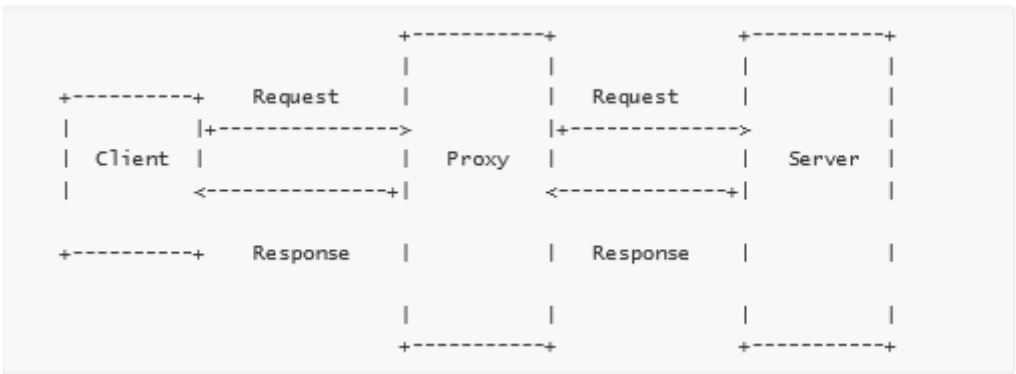 +-----------+                  +-----------+
                                |           |                  |           |
+----------+    Request         |           |   Request        |           |
|          |+---------------->              |+--------------->             |
|  Client  |                    |   Proxy   |                  |   Server  |
|          <----------------+|              <---------------+|             |
+----------+    Response        |           |   Response       |           |
                                |           |                  |           |
                                +-----------+                  +-----------+